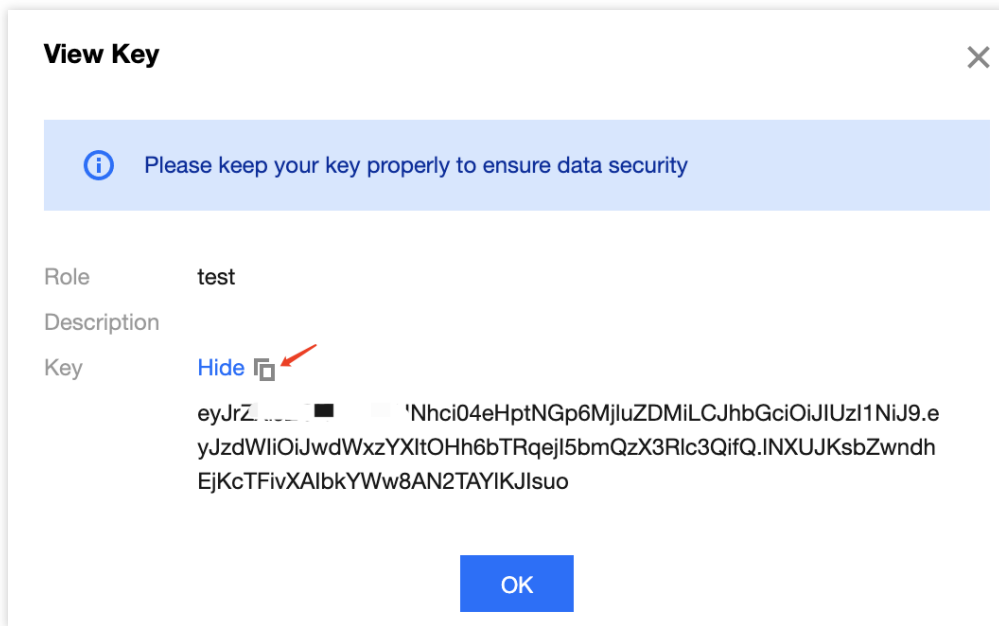 View Key
Please keep your key properly to ensure data security
Role test
Description
Key Hide
eyJrZ 'Nhci04eHptNGp6MjluZDMiLCJhbGciOiJIUzI1NiJ9.e
yJzdWIiOiJwdWxzYXItOHh6bTRqejI5bmQzX3Rlc3QifQ.lNXUJKsbZwndh
EjKcTFivXAIbkYWw8AN2TAYlKJIsuo
OK